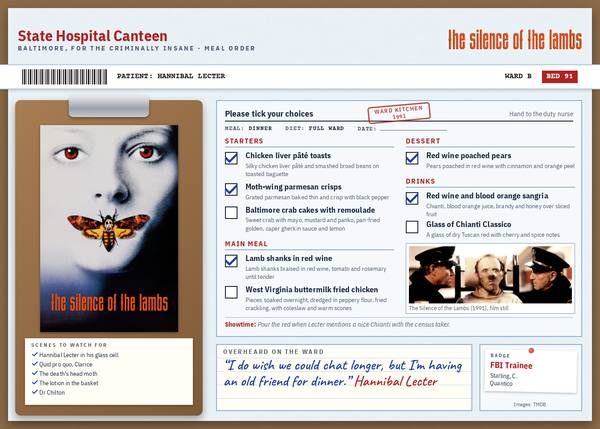 State Hospital Canteen
BALTIMORE, FOR THE CRIMINALLY INSANE · MEAL ORDER
the silence of the lambs
PATIENT: HANNIBAL LECTER
WARD B
BED 91
the silence of the lambs
SCENES TO WATCH FOR
Hannibal Lecter in his glass cell
Quid pro quo, Clarice
The death's head moth
The lotion in the basket
Dr Chilton
Please tick your choices
WARD KITCHEN
1991
Hand to the duty nurse
MEAL: DINNER DIET: FULL WARD DATE:
STARTERS
Chicken liver pâté toasts
Silky chicken liver pâté and smashed broad beans on
toasted baguette
Moth-wing parmesan crisps
Grated parmesan baked thin and crisp with black pepper
Baltimore crab cakes with remoulade
Sweet crab with mayo, mustard and panko, pan-fried
golden, caper gherkin sauce and lemon
MAIN MEAL
Lamb shanks in red wine
Lamb shanks braised in red wine, tomato and rosemary
until tender
West Virginia buttermilk fried chicken
Pieces soaked overnight, dredged in peppery flour, fried
crackling, with coleslaw and warm scones
DESSERT
Red wine poached pears
Pears poached in red wine with cinnamon and orange peel
DRINKS
Red wine and blood orange sangria
Chianti, blood orange juice, brandy and honey over sliced
fruit
Glass of Chianti Classico
A glass of dry Tuscan red with cherry and spice notes
The Silence of the Lambs (1991), film still
Showtime: Pour the red when Lecter mentions a nice Chianti with the census taker.
OVERHEARD ON THE WARD
"I do wish we could chat longer, but I'm having
an old friend for dinner." Hannibal Lecter
BADGE
FBI Trainee
Starling, C.
Quantico
Images: TMDB